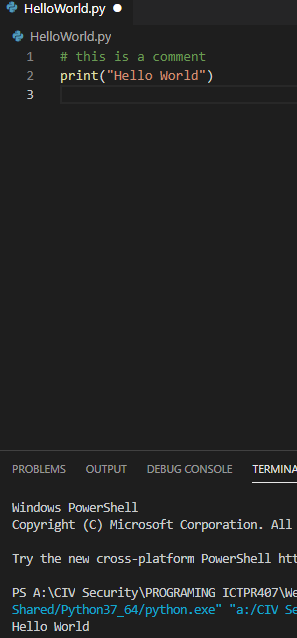 HelloWorld.py
HelloWorld.py
1 # this is a comment
2 print("Hello World")
3
PROBLEMS OUTPUT DEBUG CONSOLE TERMINA
Windows PowerShell
Copyright (C) Microsoft Corporation. All
Try the new cross-platform PowerShell htt
PS A:\CIV Security\PROGRAMING ICTPR407\We
Shared/Python37_64/python.exe" "a:/CIV Se
Hello World